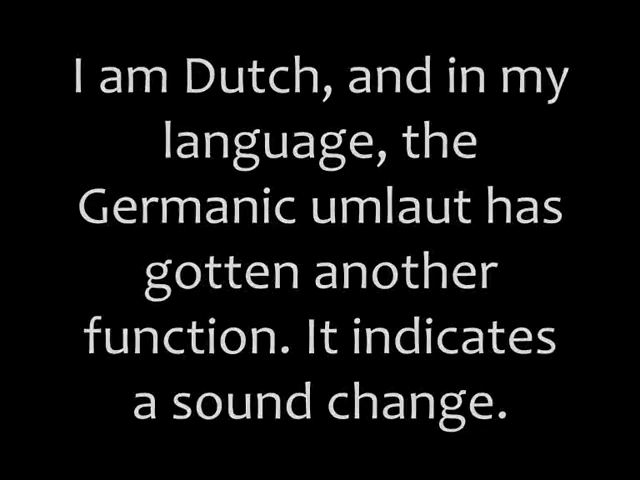 I am Dutch, and in my
language, the
Germanic umlaut has
gotten another
function. It indicates
a sound change.